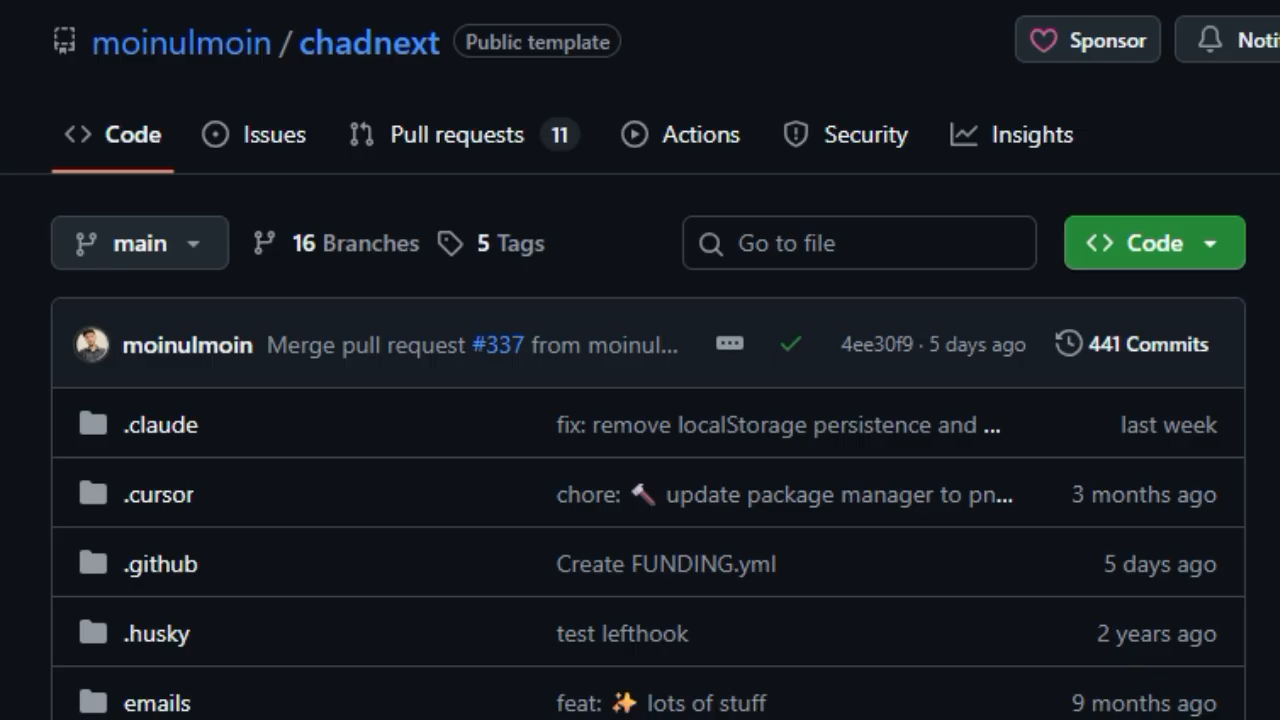 moinulmoin / chadnext Public template Sponsor Noti
Code Issues Pull requests 11 Actions Security Insights
main 16 Branches 5 Tags Go to file Code
moinulmoin Merge pull request #337 from moinul... 4ee30f9 · 5 days ago 441 Commits
.claude fix: remove localStorage persistence and ... last week
.cursor chore: 🔨 update package manager to pn... 3 months ago
.github Create FUNDING.yml 5 days ago
.husky test lefthook 2 years ago
emails feat: ✨ lots of stuff 9 months ago